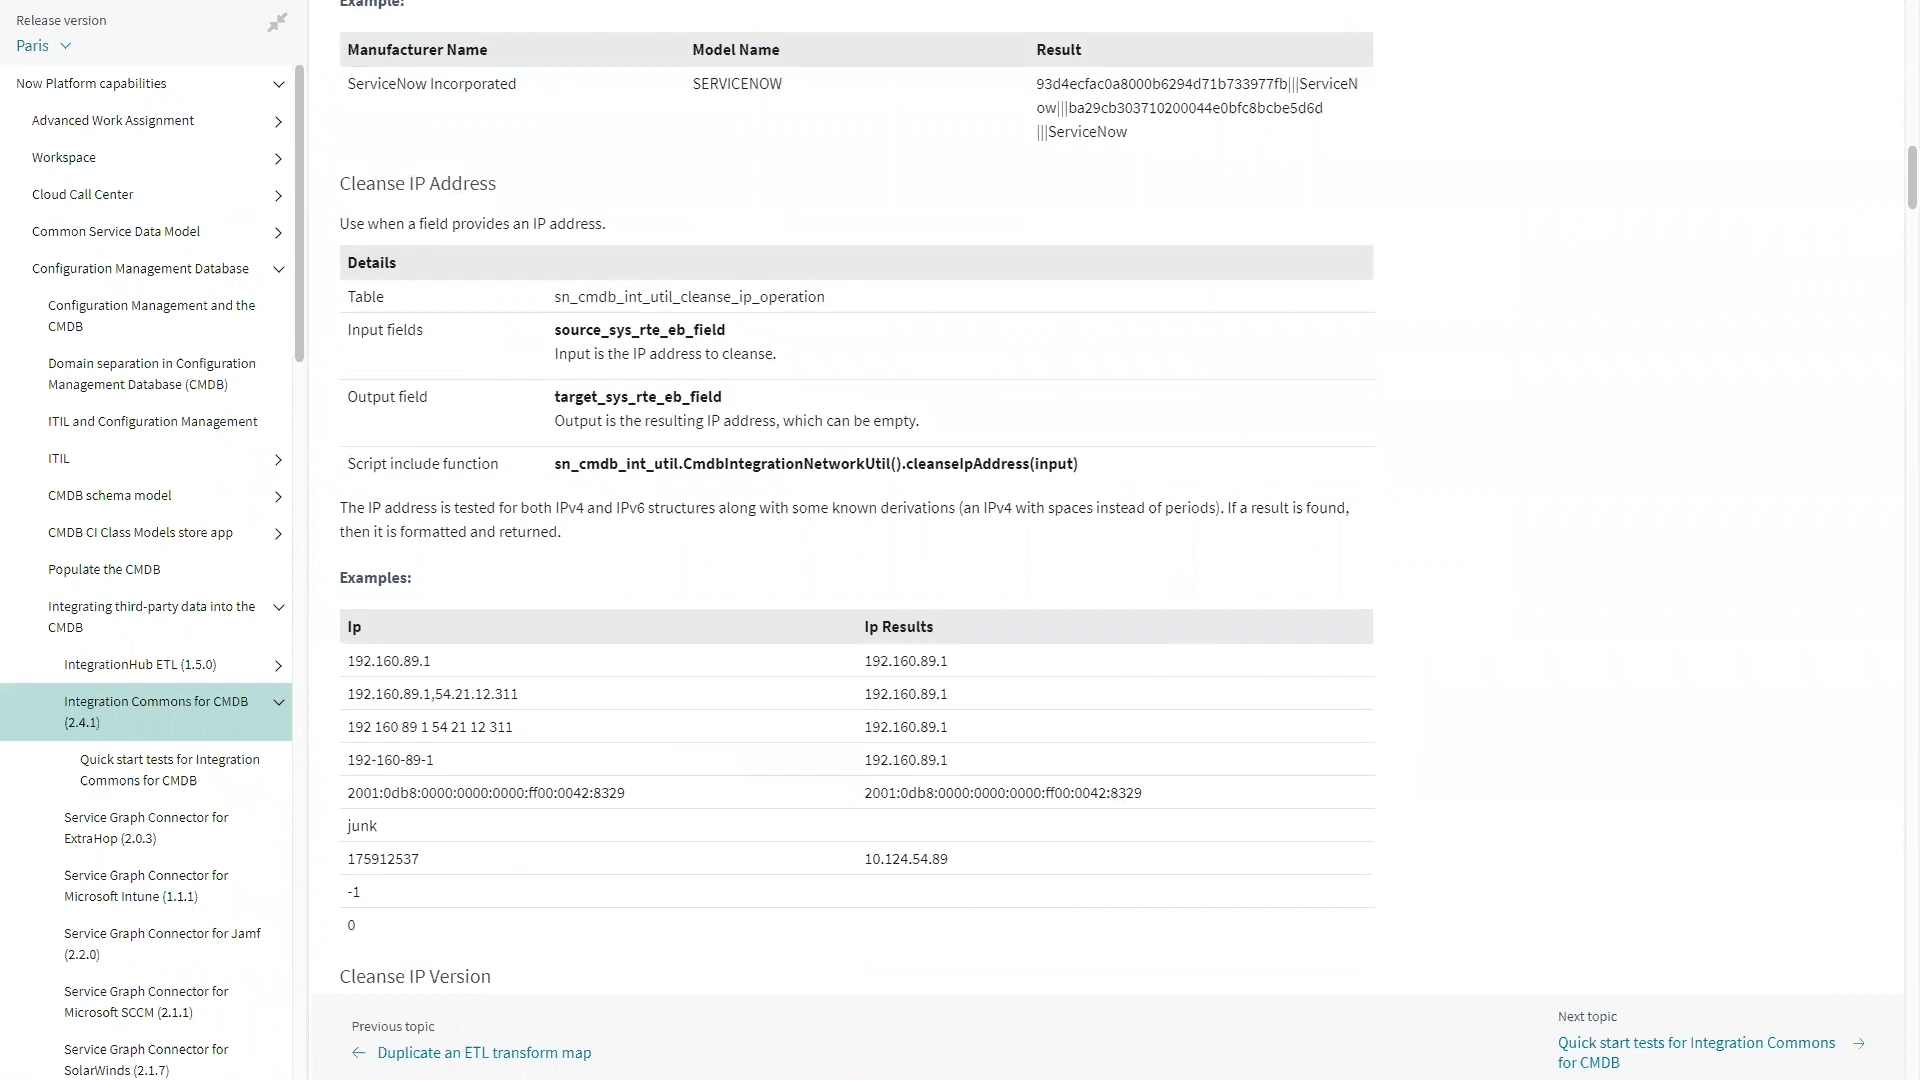 Release version
Paris
Now Platform capabilities
Advanced Work Assignment
Workspace
Cloud Call Center
Common Service Data Model
Configuration Management Database
Configuration Management and the
CMDB
Domain separation in Configuration
Management Database (CMDB)
ITIL and Configuration Management
ITIL
CMDB schema model
CMDB CI Class Models store app
Populate the CMDB
Integrating third-party data into the
CMDB
IntegrationHub ETL (1.5.0)
Integration Commons for CMDB
(2.4.1)
Quick start tests for Integration
Commons for CMDB
Service Graph Connector for
ExtraHop (2.0.3)
Service Graph Connector for
Microsoft Intune (1.1.1)
Service Graph Connector for Jamf
(2.2.0)
Service Graph Connector for
Microsoft SCCM (2.1.1)
Service Graph Connector for
SolarWinds (2.1.7)
Example:
Manufacturer Name Model Name Result
ServiceNow Incorporated SERVICENOW 93d4ecfac0a8000b6294d71b733977fb|||ServiceN
ow|||ba29cb303710200044e0bfc8bcbe5d6d
|||ServiceNow
Cleanse IP Address
Use when a field provides an IP address.
Details
Table sn_cmdb_int_util_cleanse_ip_operation
Input fields source_sys_rte_eb_field
Input is the IP address to cleanse.
Output field target_sys_rte_eb_field
Output is the resulting IP address, which can be empty.
Script include function sn_cmdb_int_util.CmdbIntegrationNetworkUtil().cleanseIpAddress(input)
The IP address is tested for both IPv4 and IPv6 structures along with some known derivations (an IPv4 with spaces instead of periods). If a result is found,
then it is formatted and returned.
Examples:
Ip Ip Results
192.160.89.1 192.160.89.1
192.160.89.1,54.21.12.311 192.160.89.1
192 160 89 1 54 21 12 311 192.160.89.1
192-160-89-1 192.160.89.1
2001:0db8:0000:0000:0000:ff00:0042:8329 2001:0db8:0000:0000:0000:ff00:0042:8329
junk
175912537 10.124.54.89
-1
0
Cleanse IP Version
Previous topic
Duplicate an ETL transform map
Next topic
Quick start tests for Integration Commons
for CMDB